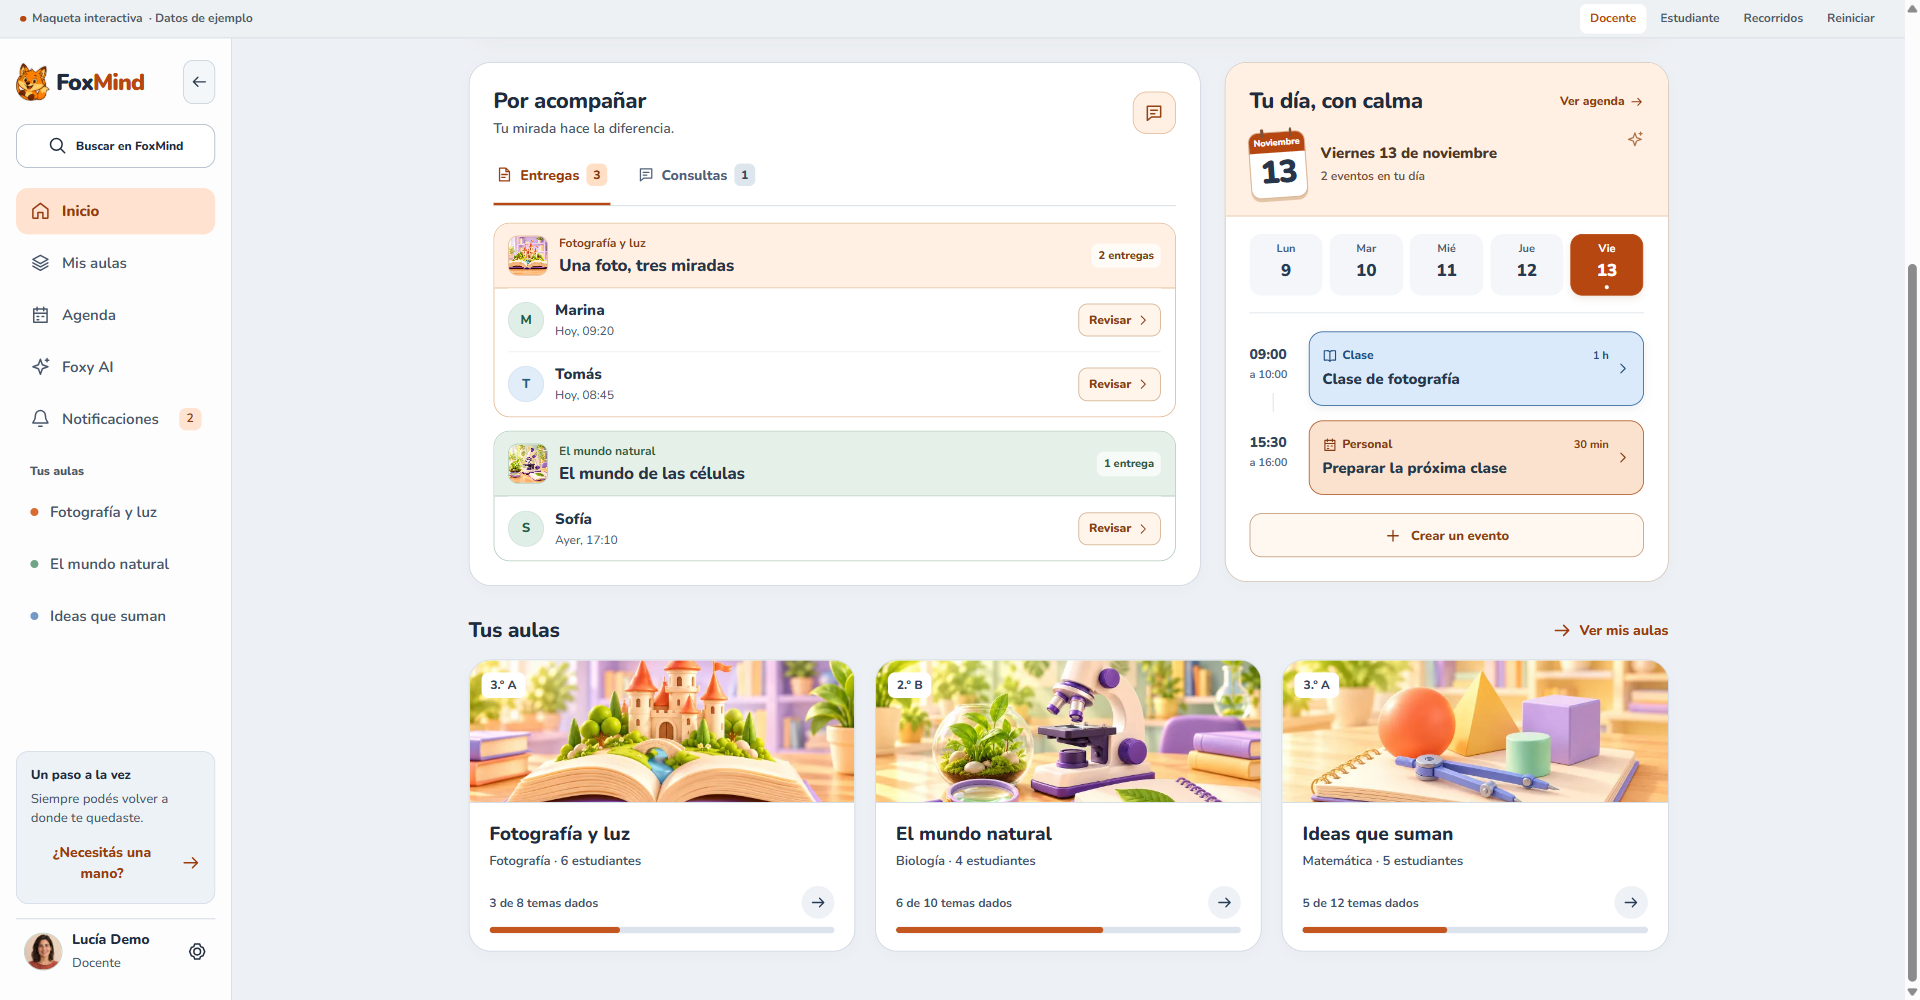 Maqueta interactiva · Datos de ejemplo
Docente
Estudiante
Recorridos
Reiniciar
FoxMind
Buscar en FoxMind
Inicio
Mis aulas
Agenda
Foxy AI
Notificaciones 2
Tus aulas
Fotografía y luz
El mundo natural
Ideas que suman
Un paso a la vez
Siempre podés volver a
donde te quedaste.
¿Necesitás una
mano?
Lucía Demo
Docente
Por acompañar
Tu mirada hace la diferencia.
Entregas 3
Consultas 1
Fotografía y luz
Una foto, tres miradas
2 entregas
M
Marina
Hoy, 09:20
Revisar
T
Tomás
Hoy, 08:45
Revisar
El mundo natural
El mundo de las células
1 entrega
S
Sofía
Ayer, 17:10
Revisar
Tu día, con calma
Ver agenda
Noviembre
13
Viernes 13 de noviembre
2 eventos en tu día
Lun
9
Mar
10
Mié
11
Jue
12
Vie
13
09:00
a 10:00
Clase
1 h
Clase de fotografía
15:30
a 16:00
Personal
30 min
Preparar la próxima clase
Crear un evento
Tus aulas
Ver mis aulas
3.º A
Fotografía y luz
Fotografía · 6 estudiantes
3 de 8 temas dados
2.º B
El mundo natural
Biología · 4 estudiantes
6 de 10 temas dados
3.º A
Ideas que suman
Matemática · 5 estudiantes
5 de 12 temas dados